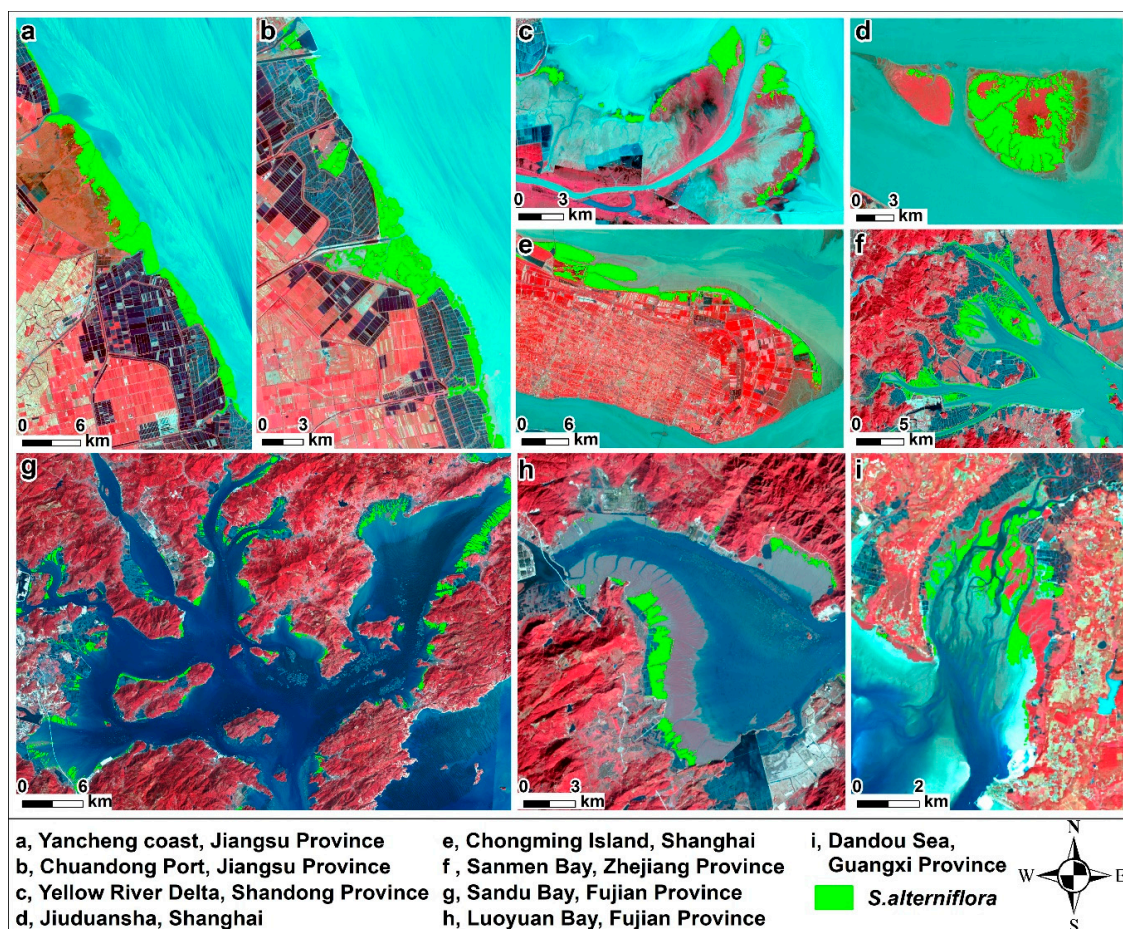 a
b
c
d
0 3
km
0 3
km
e
f
0 6
km
0 3
km
0 6
km
0 5
km
g
h
i
0 6
km
0 3
km
0 2
km
a, Yancheng coast, Jiangsu Province
b, Chuandong Port, Jiangsu Province
c, Yellow River Delta, Shandong Province
d, Jiuduansha, Shanghai
e, Chongming Island, Shanghai
f , Sanmen Bay, Zhejiang Province
g, Sandu Bay, Fujian Province
h, Luoyuan Bay, Fujian Province
i, Dandou Sea,
Guangxi Province
S.alterniflora
N
W E
S